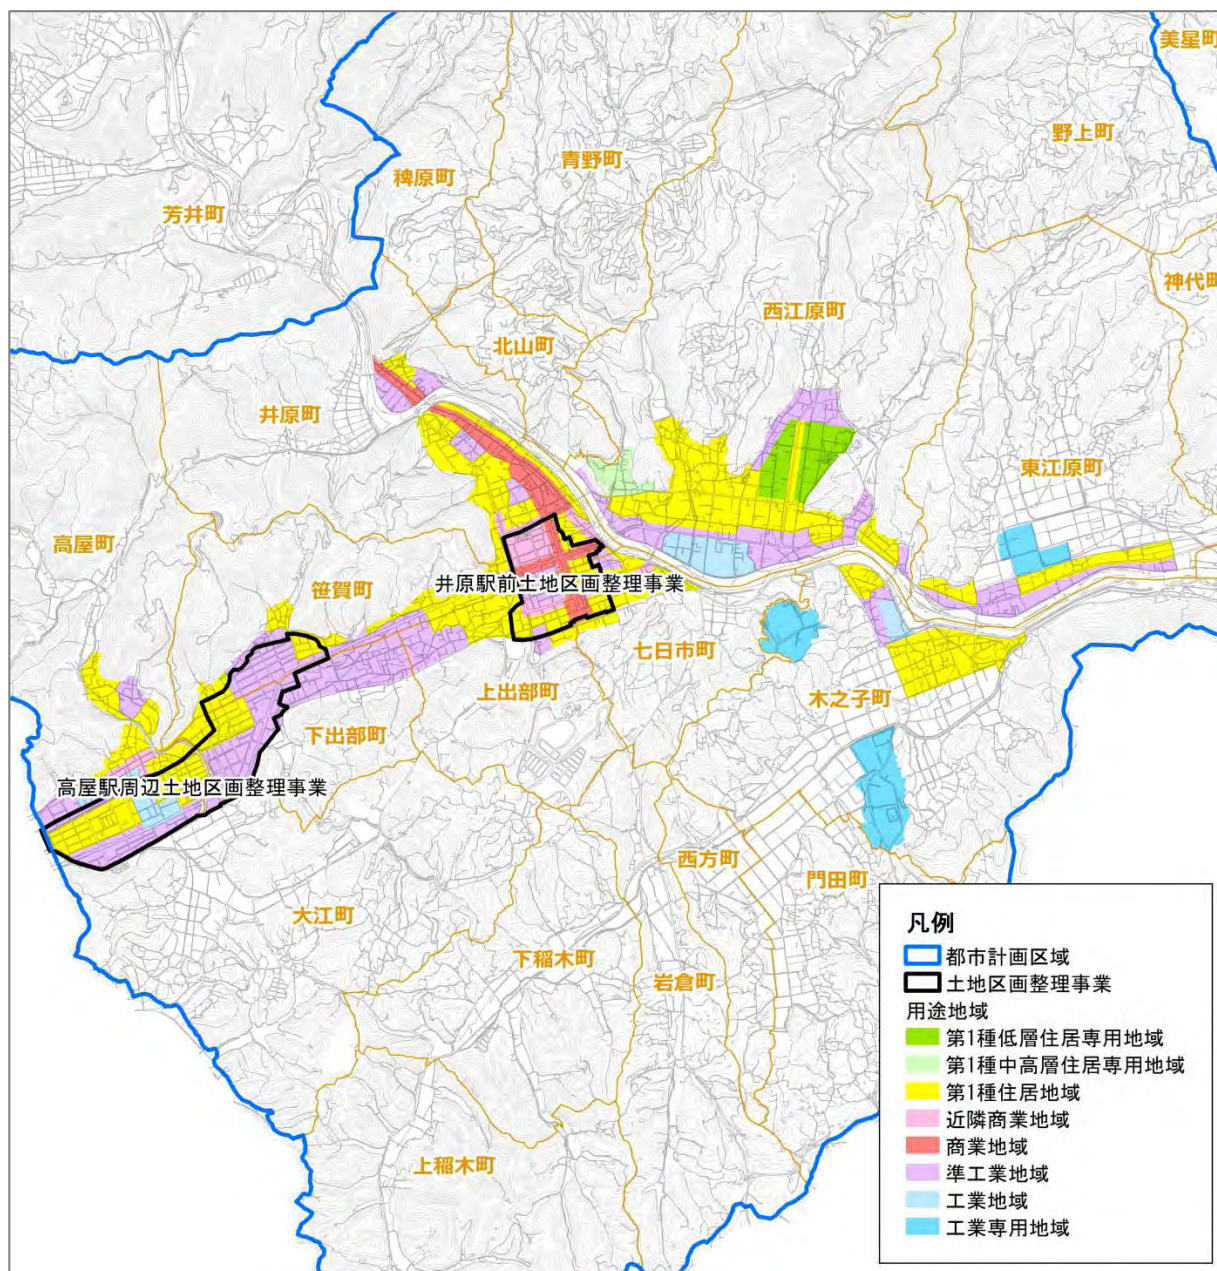 美星町
野上町
青野町
稗原町
芳井町
神代町
西江原町
北山町
井原町
東江原町
高屋町
笹賀町
井原駅前土地区画整理事業
七日市町
上出部町
木之子町
下出部町
高屋駅周辺土地区画整理事業
西方町
門田町
大江町
下稲木町
岩倉町
上稲木町
凡例
都市計画区域
土地区画整理事業
用途地域
第1種低層住居専用地域
第1種中高層住居専用地域
第1種住居地域
近隣商業地域
商業地域
準工業地域
工業地域
工業専用地域